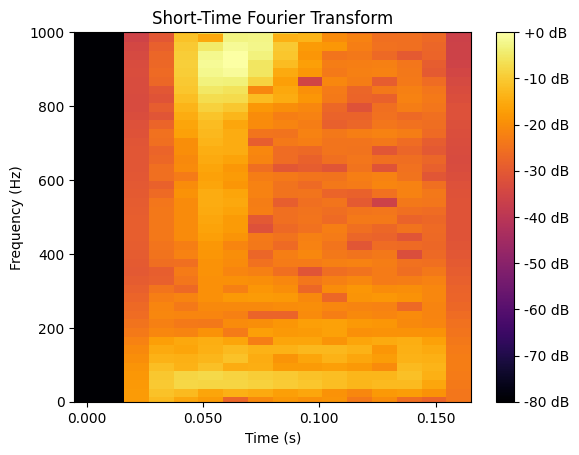 Short-Time Fourier Transform
1000
800
600
400
200
0
Frequency (Hz)
0.000
0.050
0.100
0.150
Time (s)
+0 dB
-10 dB
-20 dB
-30 dB
-40 dB
-50 dB
-60 dB
-70 dB
-80 dB